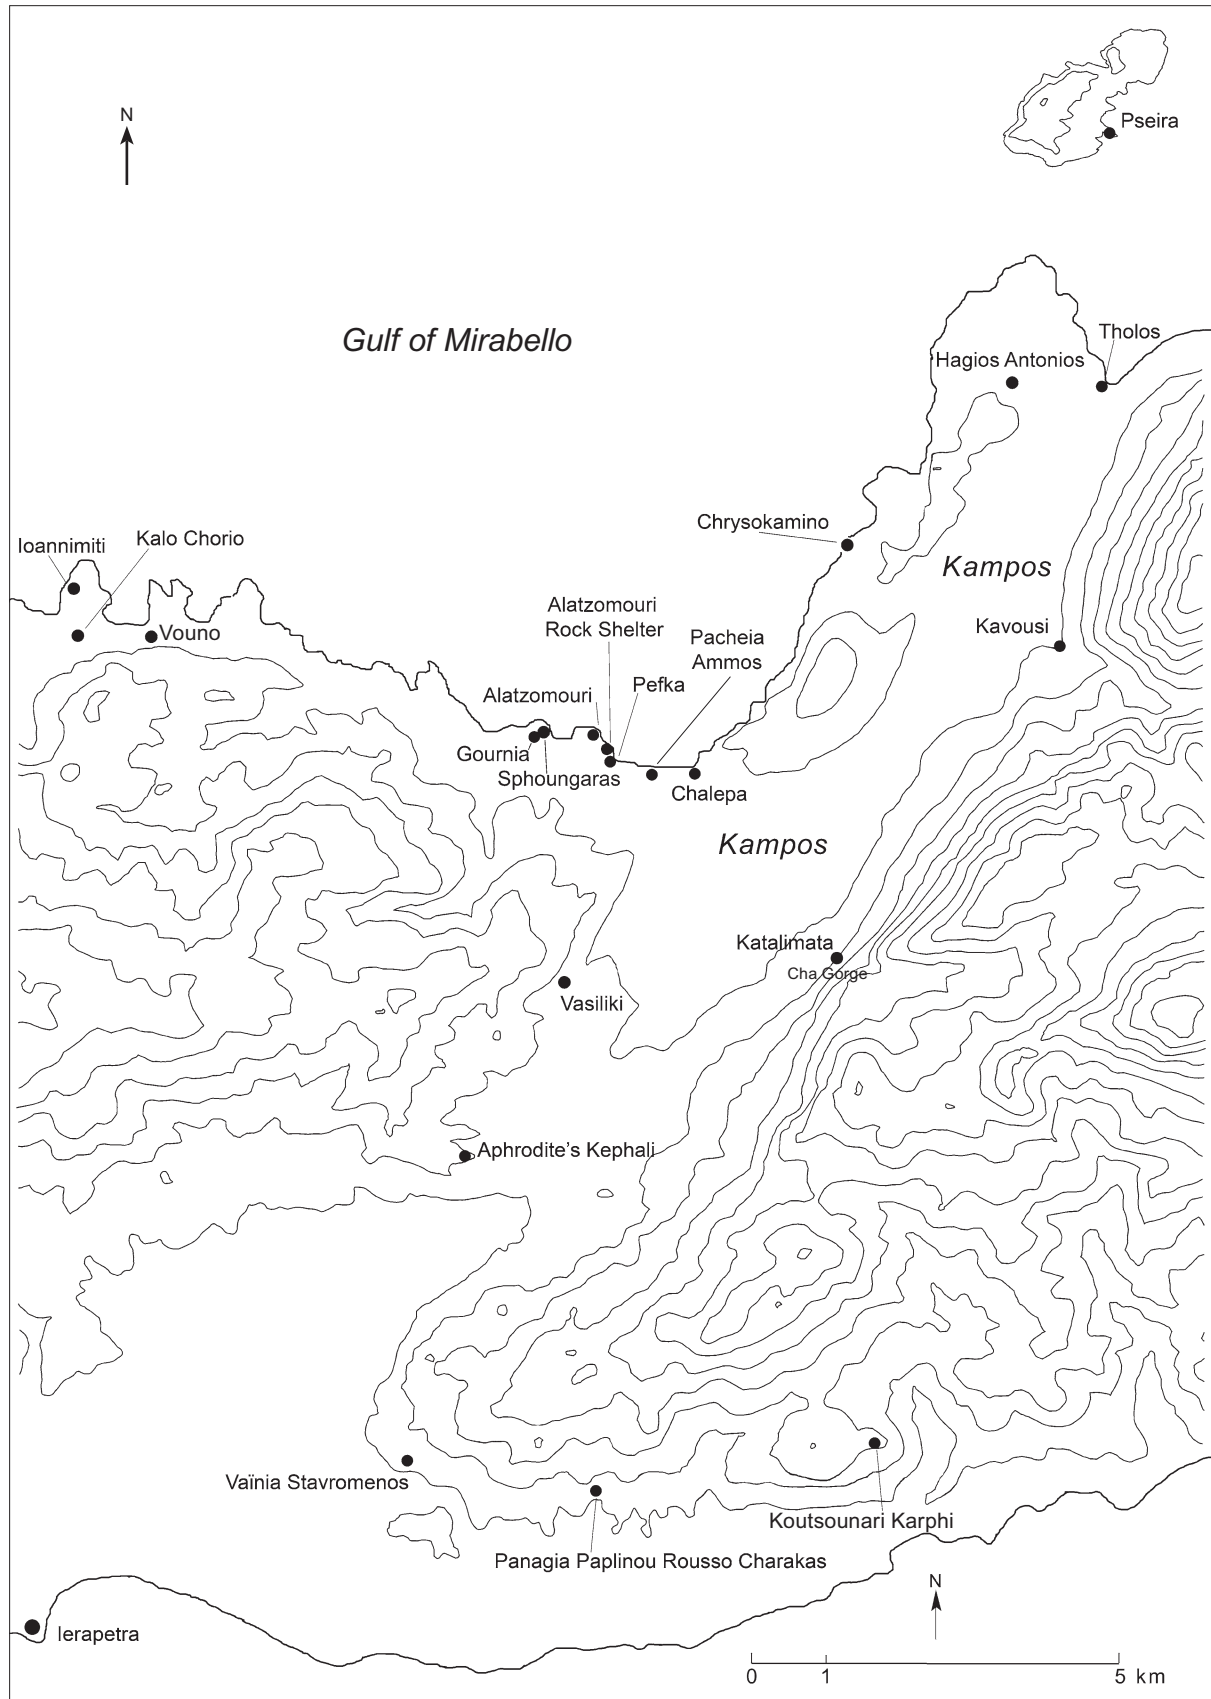 N
Pseira
Gulf of Mirabello
Tholos
Hagios Antonios
Chrysokamino
Kalo Chorio
Ioannimiti
Kampos
Alatzomouri
Rock Shelter
Vouno
Kavousi
Pacheia
Ammos
Pefka
Alatzomouri
Gournia
Sphoungaras
Chalepa
Kampos
Katalimata
Cha Gorge
Vasiliki
Aphrodite’s Kephali
Vaïnia Stavromenos
Koutsounari Karphi
Panagia Paplinou Rousso Charakas
N
Ierapetra
0 1 5 km